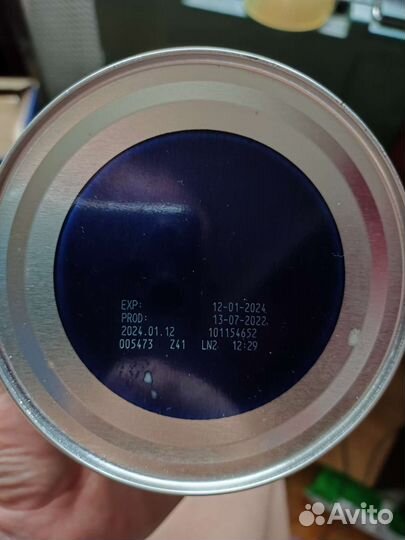 EXP: 12-01-2024
PROD: 13-07-2022
2024.01.12 101154652
005473 Z41 LN2 12:29
Avito